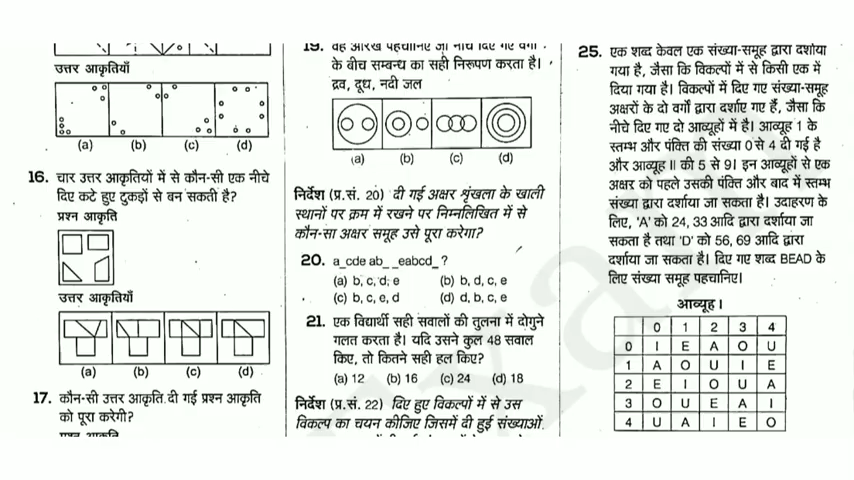 उत्तर आकृतियाँ
(a) (b) (c) (d)
16. चार उत्तर आकृतियों में से कौन-सी एक नीचे
दिए कटे हुए टुकड़ों से बन सकती है?
प्रश्न आकृति
उत्तर आकृतियाँ
(a) (b) (c) (d)
17. कौन-सी उत्तर आकृति दी गई प्रश्न आकृति
को पूरा करेगी?
प्रश्न आकृति
19. वह आरेख पहचानिए जो नीचे दिए गए वर्गों
के बीच सम्बन्ध का सही निरूपण करता है।
द्रव, दूध, नदी जल
(a) (b) (c) (d)
निर्देश (प्र.सं. 20) दी गई अक्षर शृंखला के खाली
स्थानों पर क्रम में रखने पर निम्नलिखित में से
कौन-सा अक्षर समूह उसे पूरा करेगा?
20. a_cde ab_ _eabcd_ ?
(a) b, c, d, e (b) b, d, c, e
(c) b, c, e, d (d) d, b, c, e
21. एक विद्यार्थी सही सवालों की तुलना में दोगुने
गलत करता है। यदि उसने कुल 48 सवाल
किए, तो कितने सही हल किए?
(a) 12 (b) 16 (c) 24 (d) 18
निर्देश (प्र.सं. 22) दिए हुए विकल्पों में से उस
विकल्प का चयन कीजिए जिसमें दी हुई संख्याओं
25. एक शब्द केवल एक संख्या-समूह द्वारा दर्शाया
गया है, जैसा कि विकल्पों में से किसी एक में
दिया गया है। विकल्पों में दिए गए संख्या-समूह
अक्षरों के दो वर्गों द्वारा दर्शाए गए हैं, जैसा कि
नीचे दिए गए दो आव्यूहों में है। आव्यूह 1 के
स्तम्भ और पंक्ति की संख्या 0 से 4 दी गई है
और आव्यूह II की 5 से 9। इन आव्यूहों से एक
अक्षर को पहले उसकी पंक्ति और बाद में स्तम्भ
संख्या द्वारा दर्शाया जा सकता है। उदाहरण के
लिए, 'A' को 24, 33 आदि द्वारा दर्शाया जा
सकता है तथा 'D' को 56, 69 आदि द्वारा
दर्शाया जा सकता है। दिए गए शब्द BEAD के
लिए संख्या समूह पहचानिए।
आव्यूह I
0 1 2 3 4
0 I E A O U
1 A O U I E
2 E I O U A
3 O U E A I
4 U A I E O